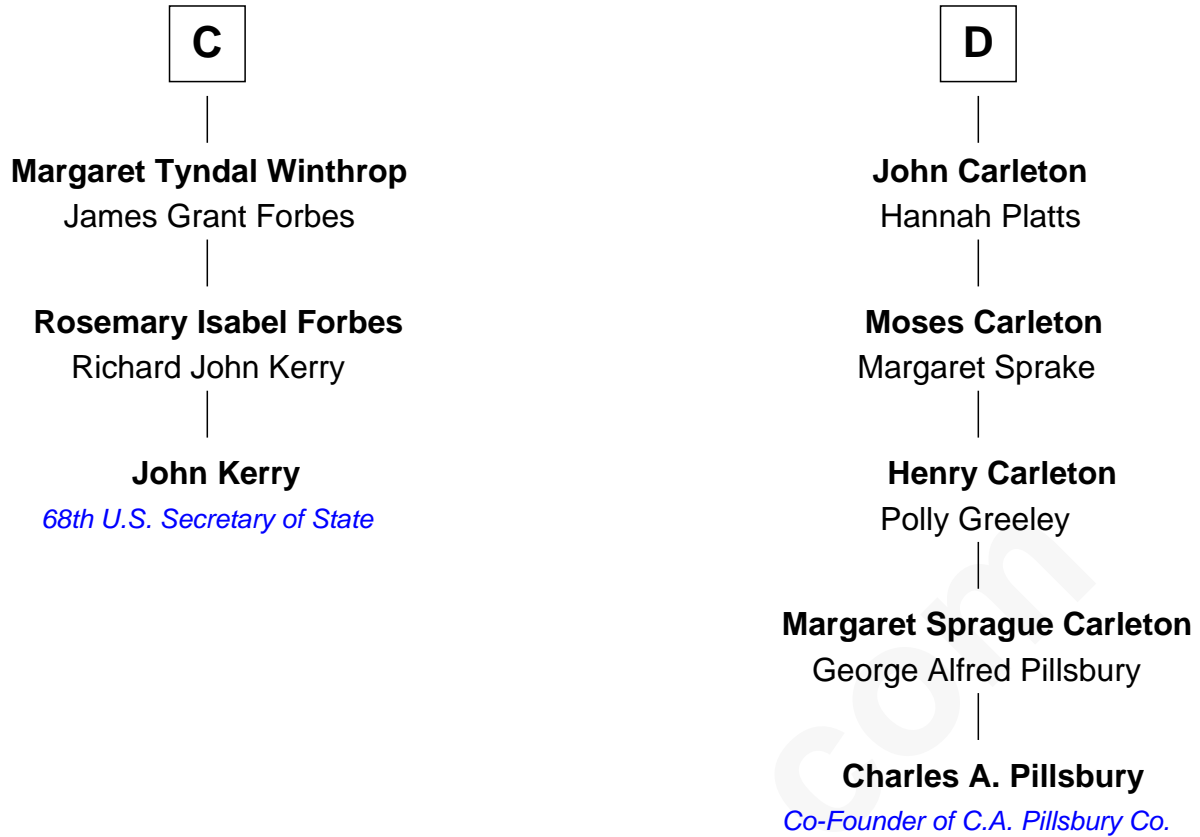 C
Margaret Tyndal Winthrop
James Grant Forbes
Rosemary Isabel Forbes
Richard John Kerry
John Kerry
68th U.S. Secretary of State
D
John Carleton
Hannah Platts
Moses Carleton
Margaret Sprake
Henry Carleton
Polly Greeley
Margaret Sprague Carleton
George Alfred Pillsbury
Charles A. Pillsbury
Co-Founder of C.A. Pillsbury Co.
com